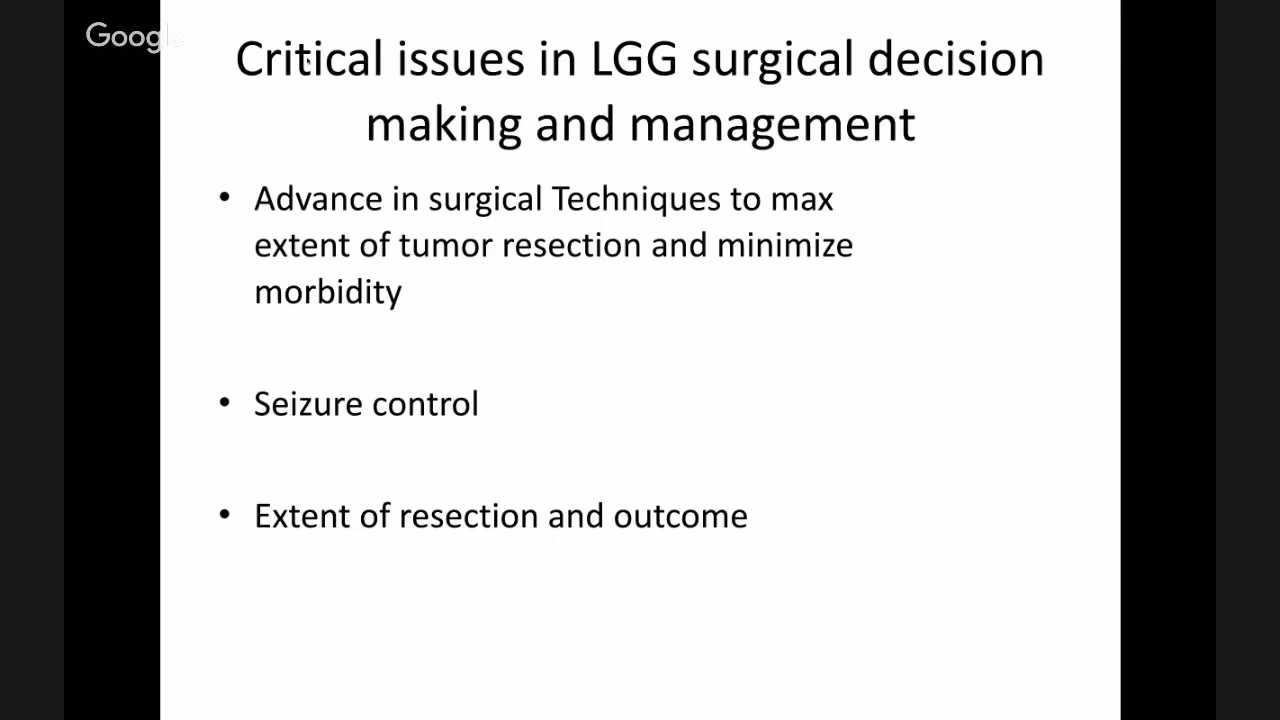 Google
Critical issues in LGG surgical decision
making and management
• Advance in surgical Techniques to max
extent of tumor resection and minimize
morbidity
• Seizure control
• Extent of resection and outcome